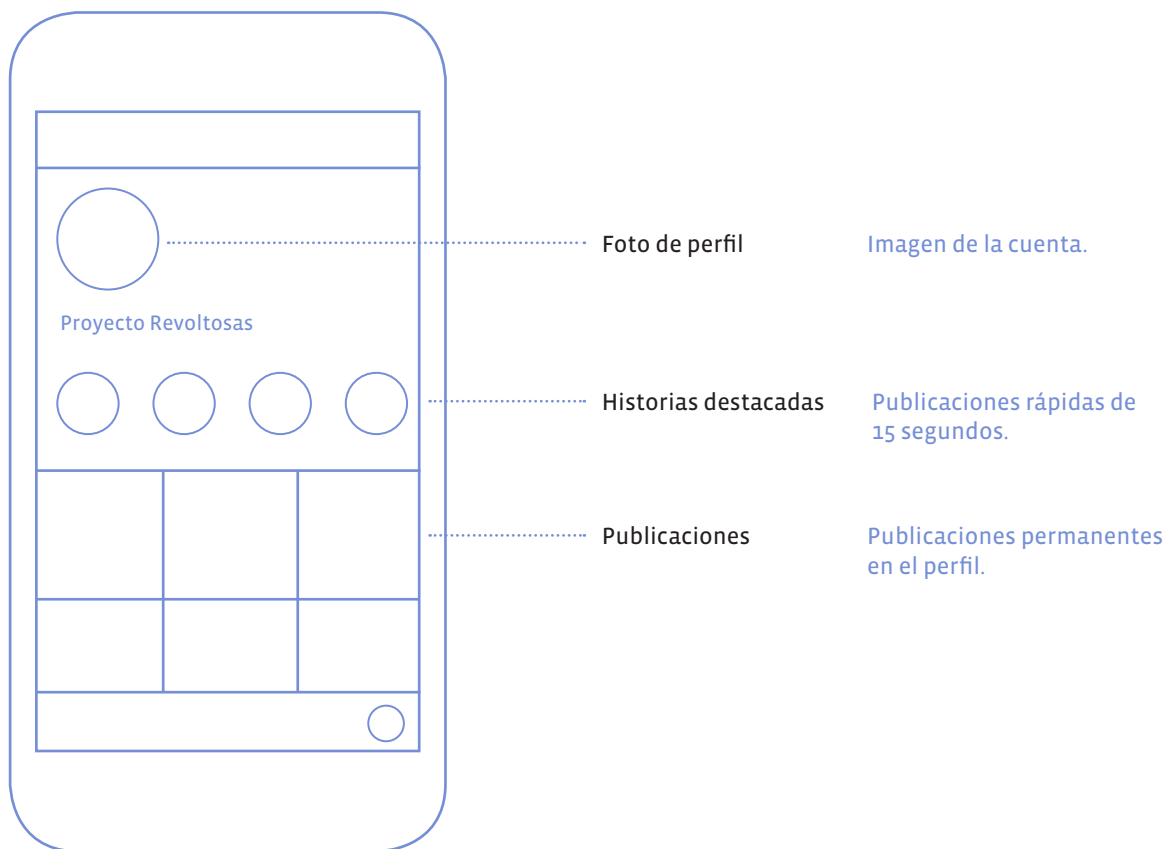 Foto de perfil
Imagen de la cuenta.
Proyecto Revoltosas
Historias destacadas
Publicaciones rápidas de
15 segundos.
Publicaciones
Publicaciones permanentes
en el perfil.